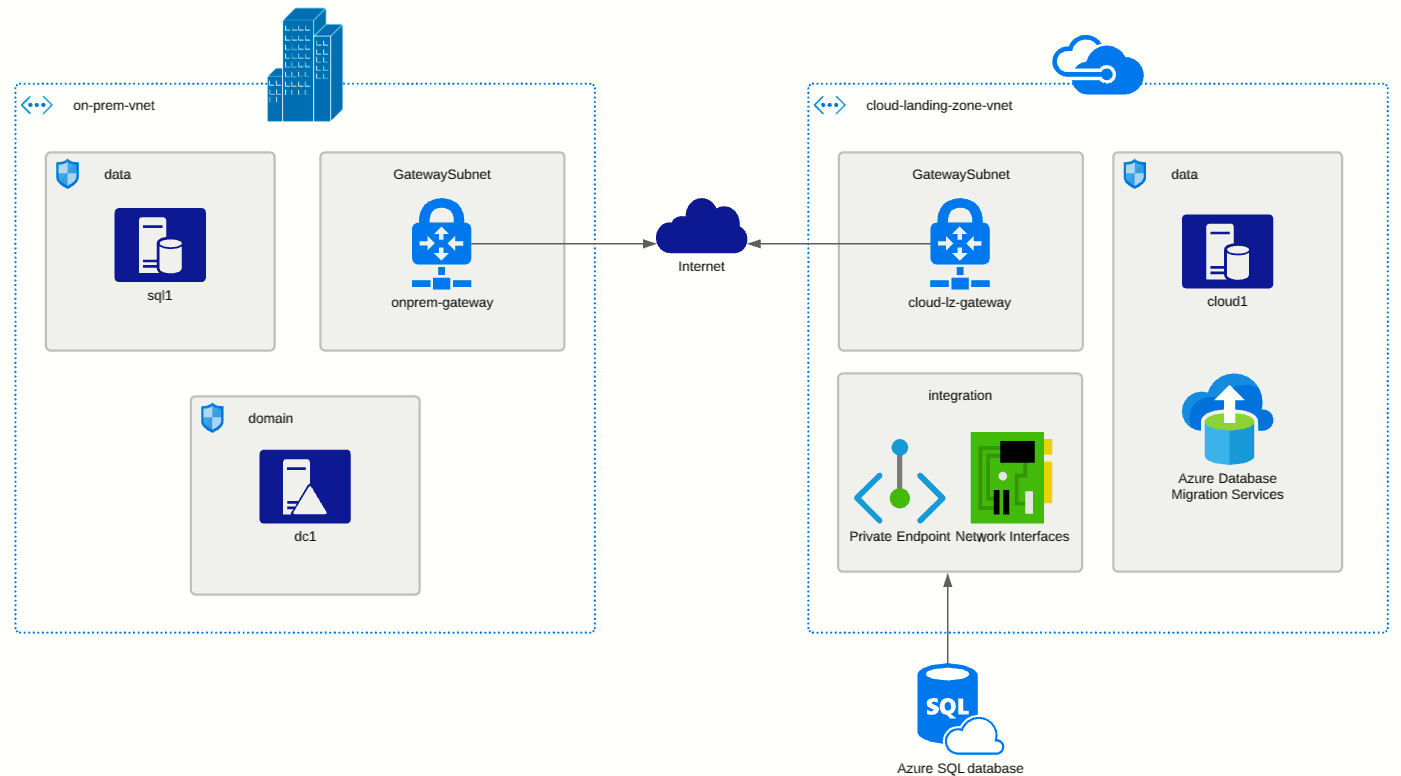 on-prem-vnet
data
sql1
GatewaySubnet
onprem-gateway
domain
dc1
Internet
cloud-landing-zone-vnet
GatewaySubnet
cloud-lz-gateway
data
cloud1
Azure Database
Migration Services
integration
Private Endpoint
Network Interfaces
SQL
Azure SQL database